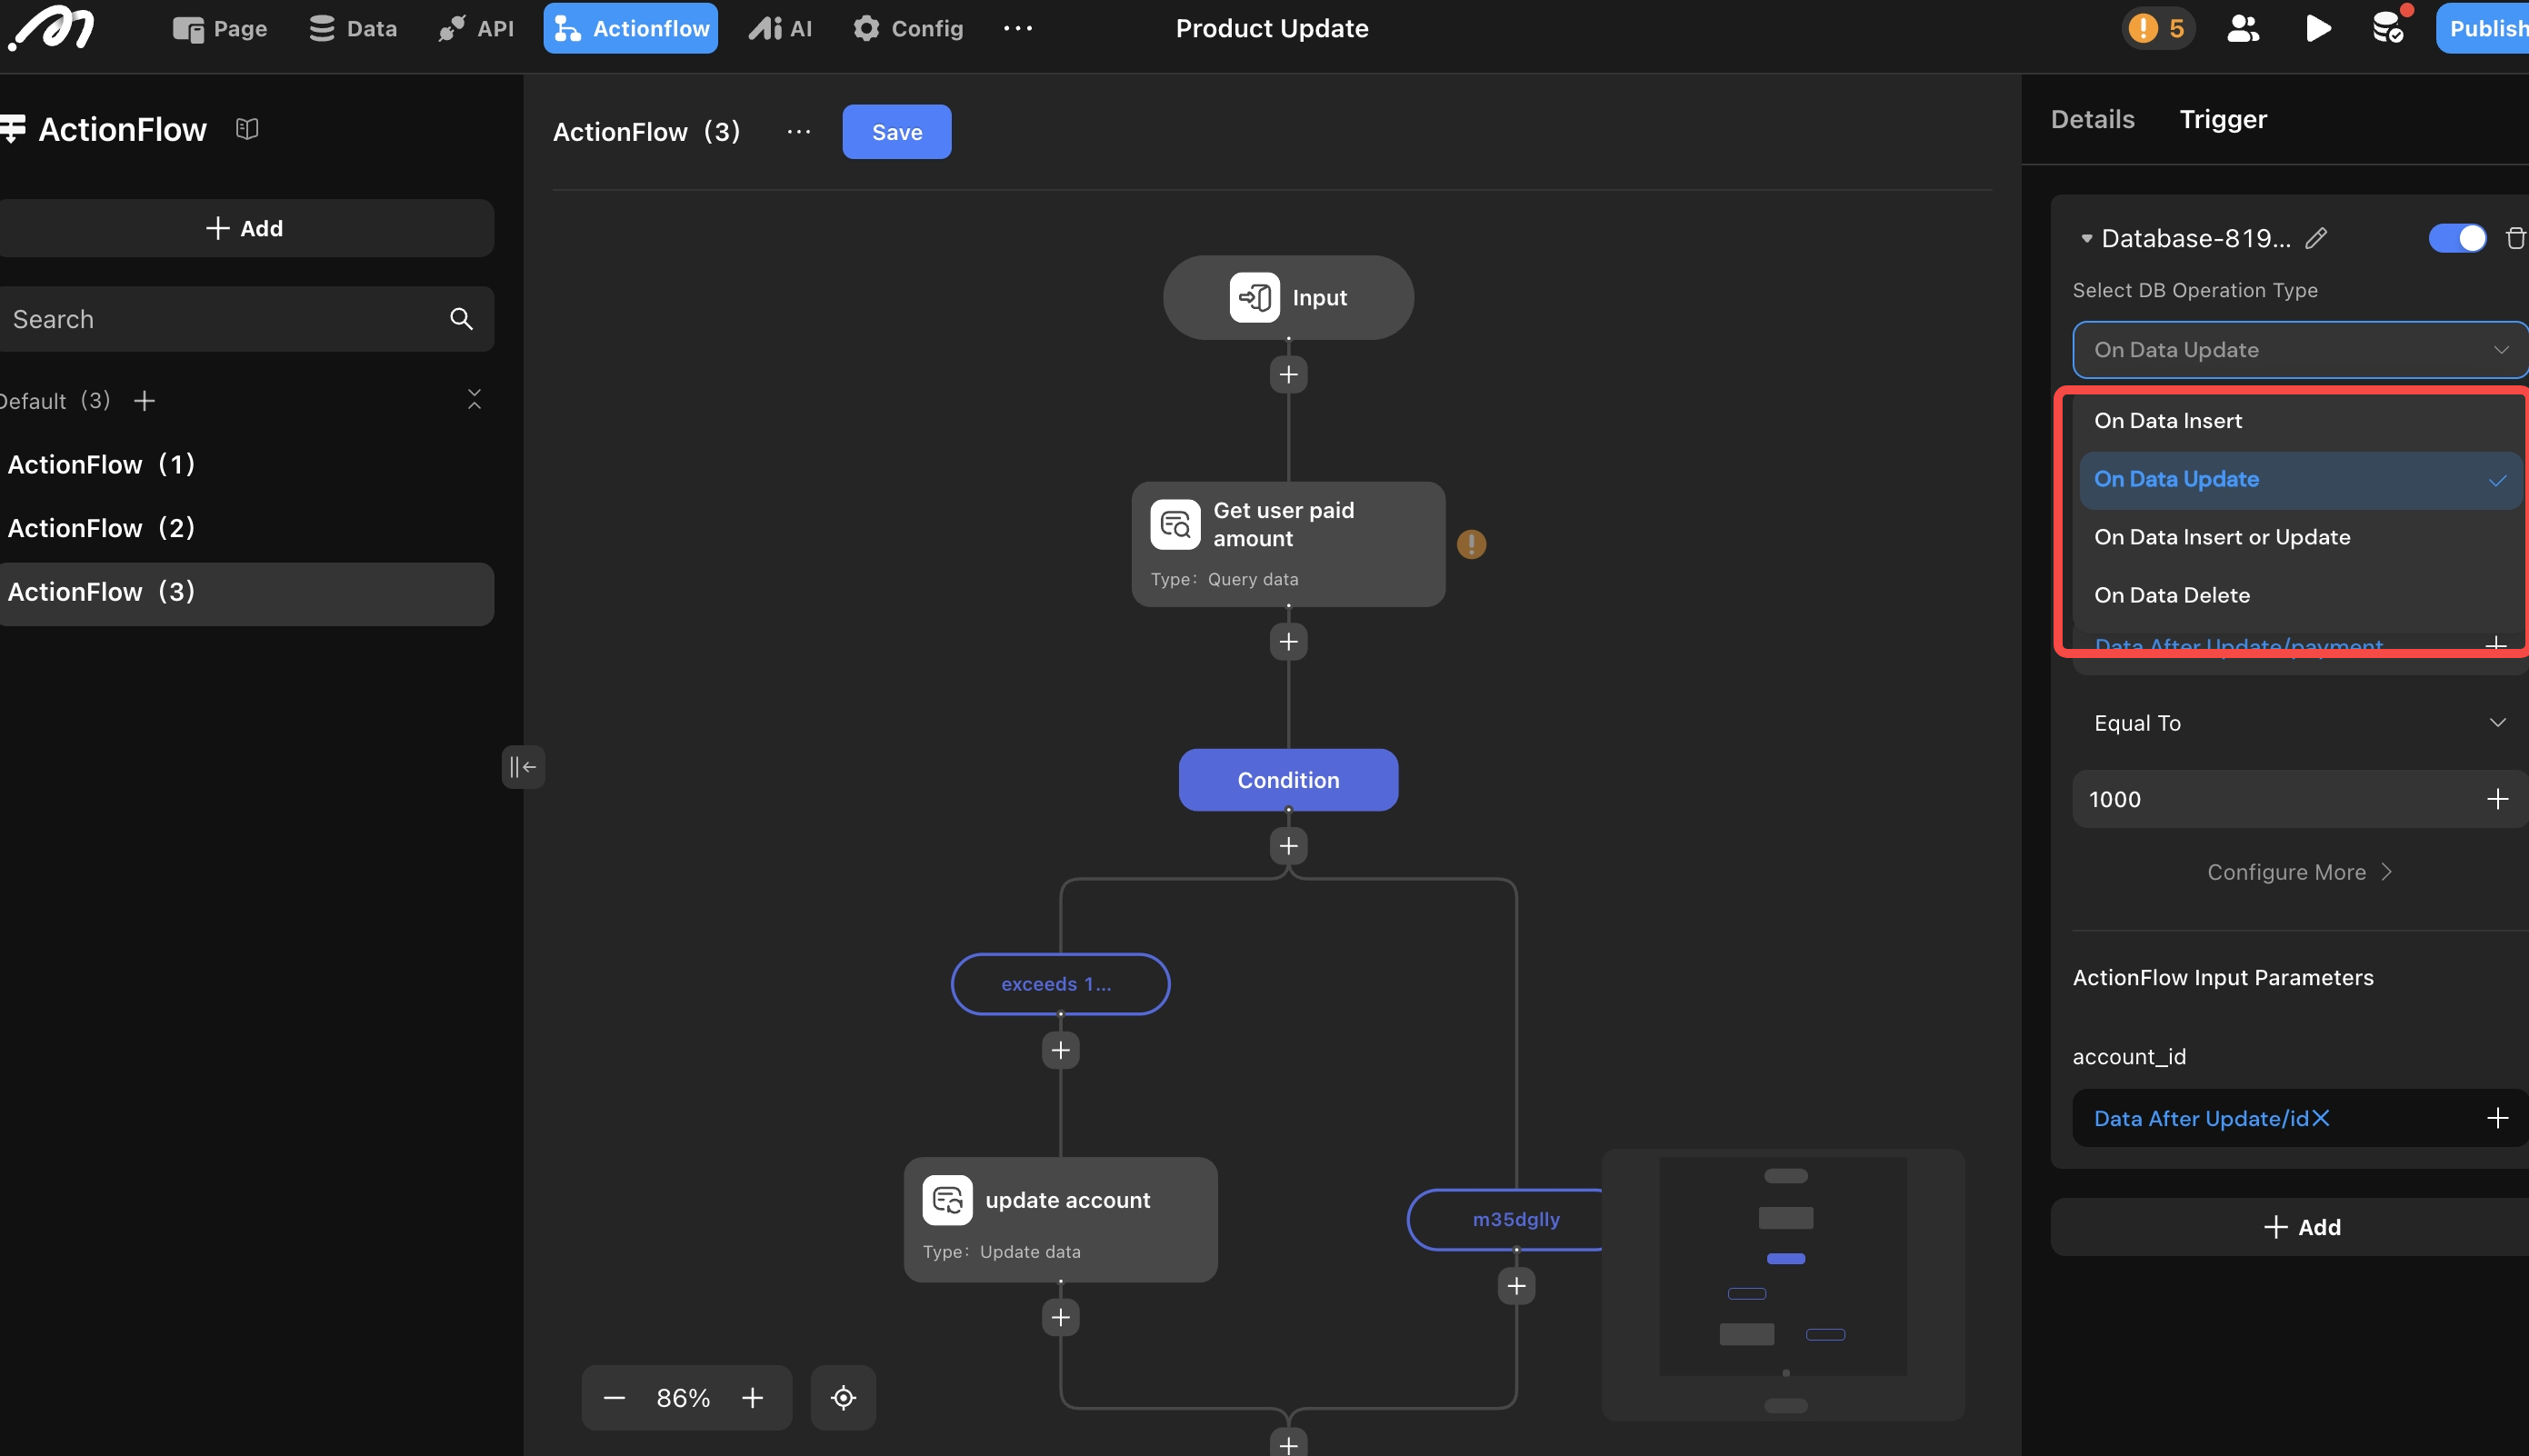 Page
Data
API
Actionflow
AI
Config
Product Update
5
Publish
ActionFlow
Add
Search
Default (3)
ActionFlow (1)
ActionFlow (2)
ActionFlow (3)
ActionFlow (3)
Save
Input
Get user paid
amount
Type: Query data
Condition
exceeds 1...
update account
Type: Update data
m35dglly
86%
Details
Trigger
Database-819...
Select DB Operation Type
On Data Update
On Data Insert
On Data Update
On Data Insert or Update
On Data Delete
Data After Update/payment
Equal To
1000
Configure More
ActionFlow Input Parameters
account_id
Data After Update/id
Add